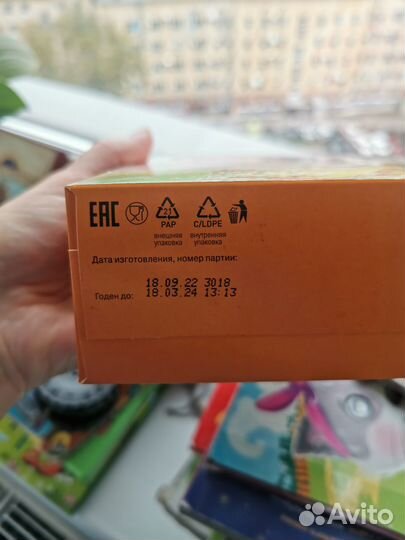 EAC
21
PAP
C/LDPE
внешняя
упаковка
внутренняя
упаковка
Дата изготовления, номер партии:
18.09.22 3018
Годен до: 18.03.24 13:13
Avito